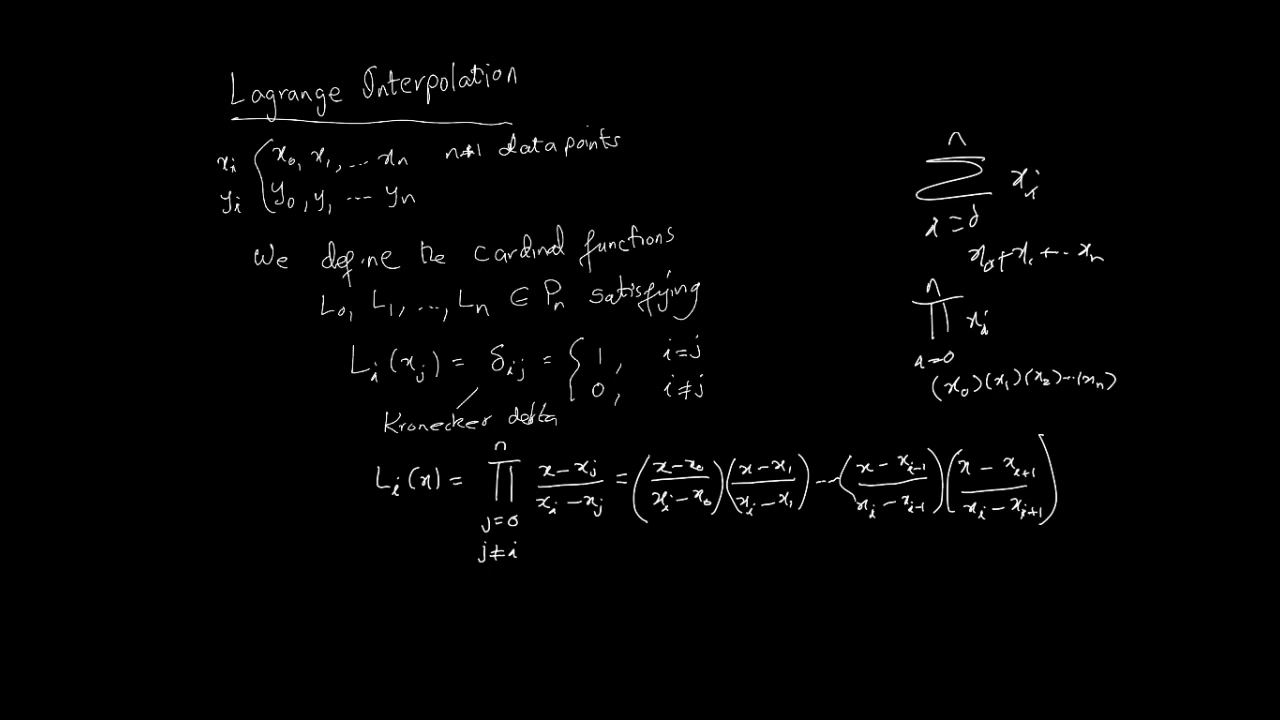 Lagrange Interpolation
xᵢ { x₀, x₁, ... xₙ n+1 data points
yᵢ { y₀, y₁ ... yₙ
We define the cardinal functions
L₀, L₁, ..., Lₙ ∈ Pₙ satisfying
Lᵢ(xⱼ) = δᵢⱼ = { 1, i=j
0, i≠j
Kronecker delta
Lᵢ(x) = ∏ⁿ_{j=0, j≠i} (x-xⱼ)/(xᵢ-xⱼ) = ((x-x₀)/(xᵢ-x₀)) ((x-x₁)/(xᵢ-x₁)) ... ((x-xᵢ₋₁)/(xᵢ-xᵢ₋₁)) ((x-xᵢ₊₁)/(xᵢ-xᵢ₊₁))
∑ⁿ_{i=0} xᵢ
x₀+x₁+...xₙ
∏ⁿ_{i=0} xᵢ
(x₀)(x₁)(x₂)...(xₙ)